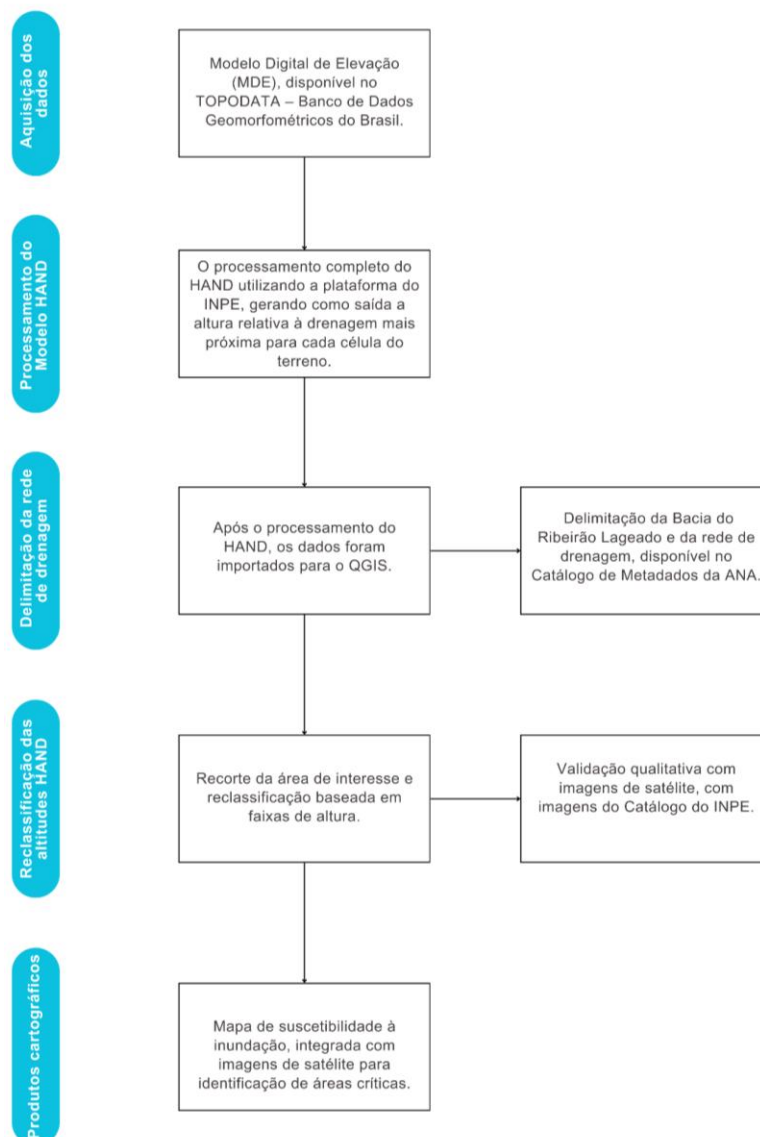 Aquisição dos
dados
Modelo Digital de Elevação
(MDE), disponível no
TOPODATA – Banco de Dados
Geomorfométricos do Brasil.
Processamento do
Modelo HAND
O processamento completo do
HAND utilizando a plataforma do
INPE, gerando como saída a
altura relativa à drenagem mais
próxima para cada célula do
terreno.
Delimitação da rede
de drenagem
Após o processamento do
HAND, os dados foram
importados para o QGIS.
Delimitação da Bacia do
Ribeirão Lageado e da rede de
drenagem, disponível no
Catálogo de Metadados da ANA.
Reclassificação das
altitudes HAND
Recorte da área de interesse e
reclassificação baseada em
faixas de altura.
Validação qualitativa com
imagens de satélite, com
imagens do Catálogo do INPE.
Produtos cartográficos
Mapa de suscetibilidade à
inundação, integrada com
imagens de satélite para
identificação de áreas críticas.